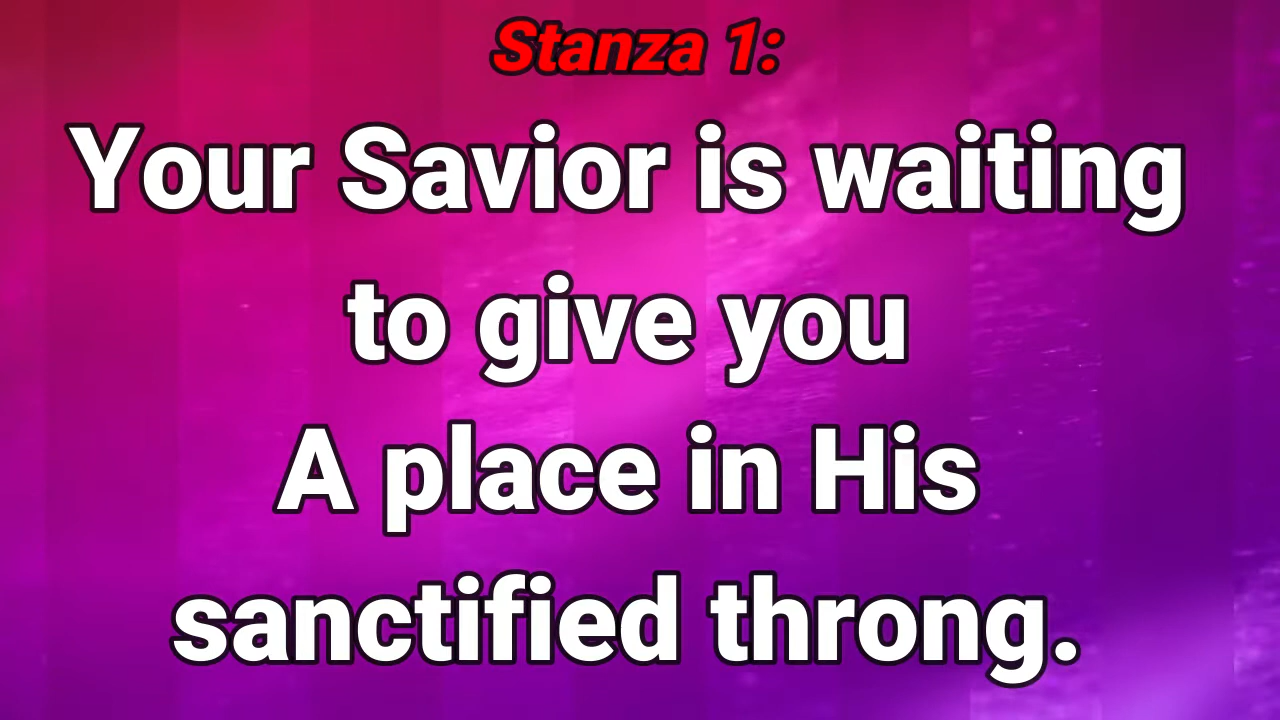 Stanza 1:
Your Savior is waiting
to give you
A place in His
sanctified throng.